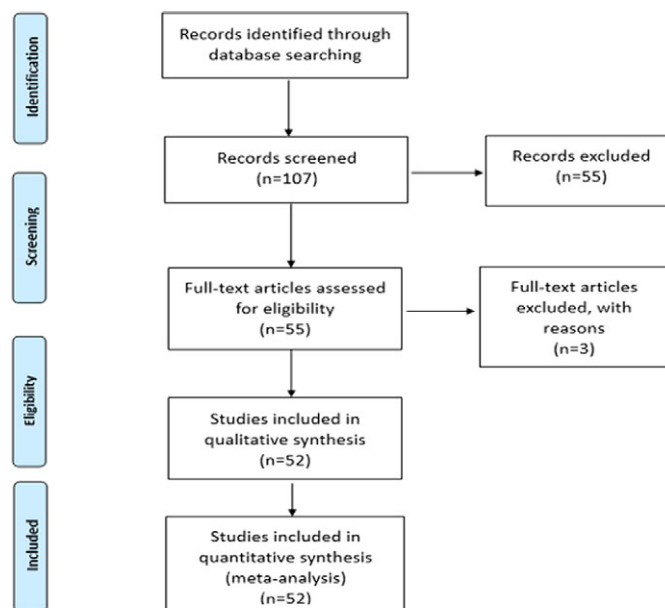 Identification
Records identified through
database searching
Records screened
(n=107)
Records excluded
(n=55)
Screening
Full-text articles assessed
for eligibility
(n=55)
Full-text articles
excluded, with
reasons
(n=3)
Eligibility
Studies included in
qualitative synthesis
(n=52)
Included
Studies included in
quantitative synthesis
(meta-analysis)
(n=52)